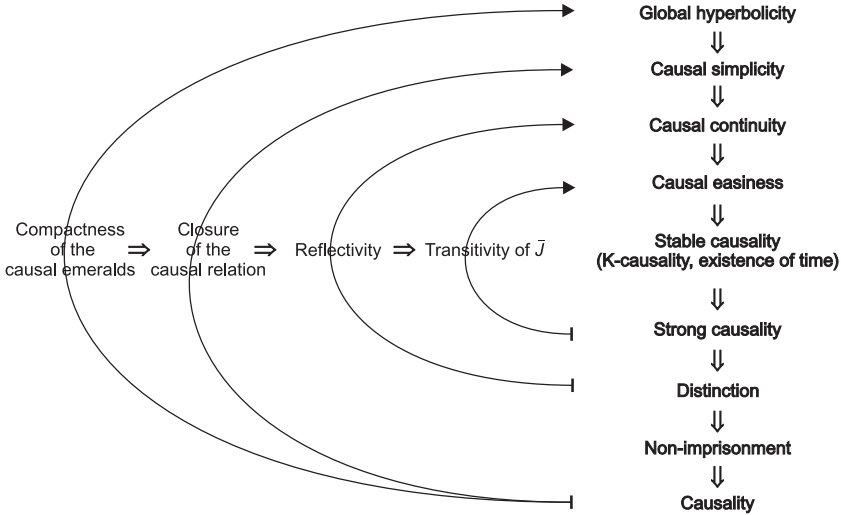 Global hyperbolicity
⇓
Causal simplicity
⇓
Causal continuity
⇓
Causal easiness
⇓
Compactness
of the
causal emeralds
⇒
Closure
of the
causal relation
⇒
Reflectivity
⇒
Transitivity of J̄
Stable causality
(K-causality, existence of time)
⇓
Strong causality
⇓
Distinction
⇓
Non-imprisonment
⇓
Causality